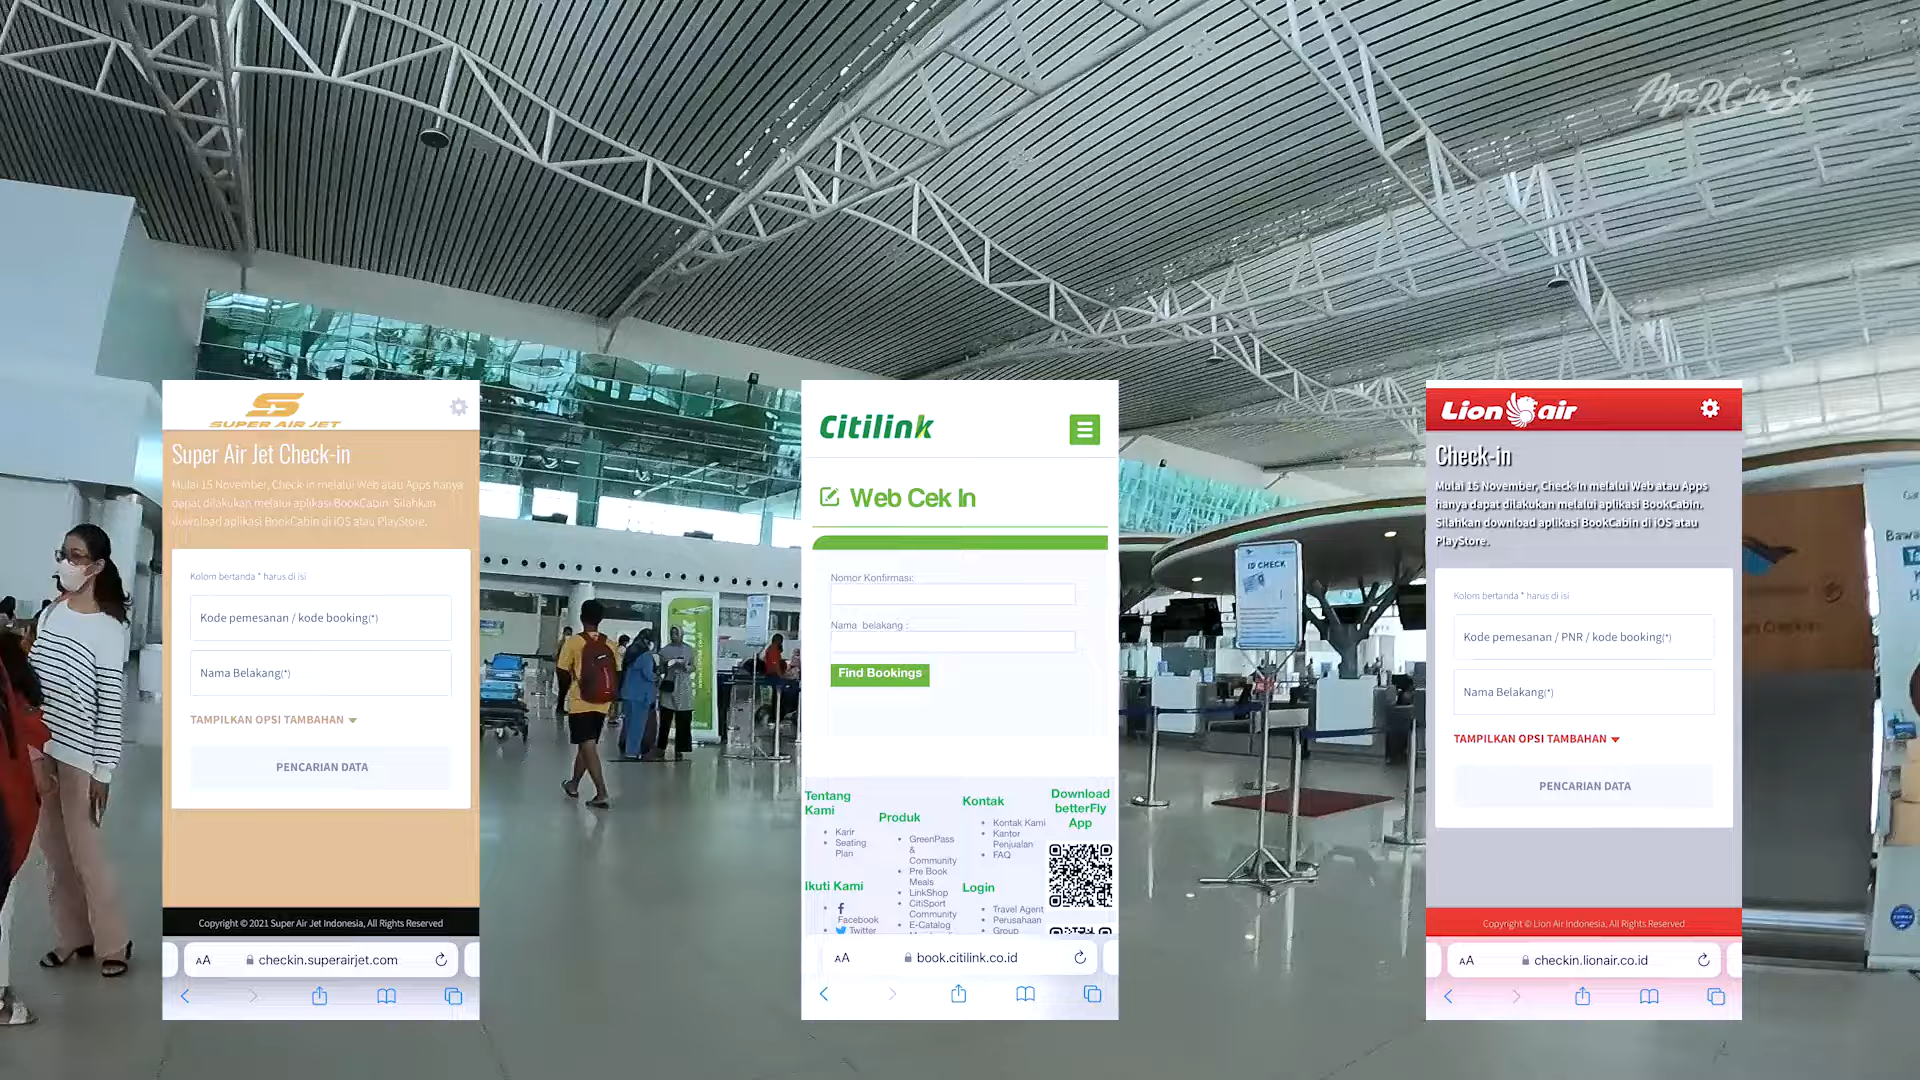 MaRCinSy
SUPER AIR JET
Super Air Jet Check-in
Mulai 15 November, Check-in melalui Web atau Apps hanya
dapat dilakukan melalui aplikasi BookCabin. Silahkan
download aplikasi BookCabin di iOS atau PlayStore.
Kolom bertanda * harus di isi
Kode pemesanan / kode booking(*)
Nama Belakang(*)
TAMPILKAN OPSI TAMBAHAN
PENCARIAN DATA
Copyright © 2021 Super Air Jet Indonesia, All Rights Reserved
AA
checkin.superairjet.com
Citilink
Web Cek In
Nomor Konfirmasi:
Nama belakang :
Find Bookings
Tentang
Kami
Karir
Seating
Plan
Ikuti Kami
Facebook
Twitter
Produk
GreenPass
&
Community
Pre Book
Meals
LinkShop
CitiSport
Community
E-Catalog
Kontak
Kontak Kami
Kantor
Penjualan
FAQ
Login
Travel Agent
Perusahaan
Group
Download
betterFly
App
AA
book.citilink.co.id
ID CHECK
Lion air
Check-in
Mulai 15 November, Check-In melalui Web atau Apps
hanya dapat dilakukan melalui aplikasi BookCabin.
Silahkan download aplikasi BookCabin di iOS atau
PlayStore.
Kolom bertanda * harus di isi
Kode pemesanan / PNR / kode booking(*)
Nama Belakang(*)
TAMPILKAN OPSI TAMBAHAN
PENCARIAN DATA
Copyright © Lion Air Indonesia, All Rights Reserved
AA
checkin.lionair.co.id